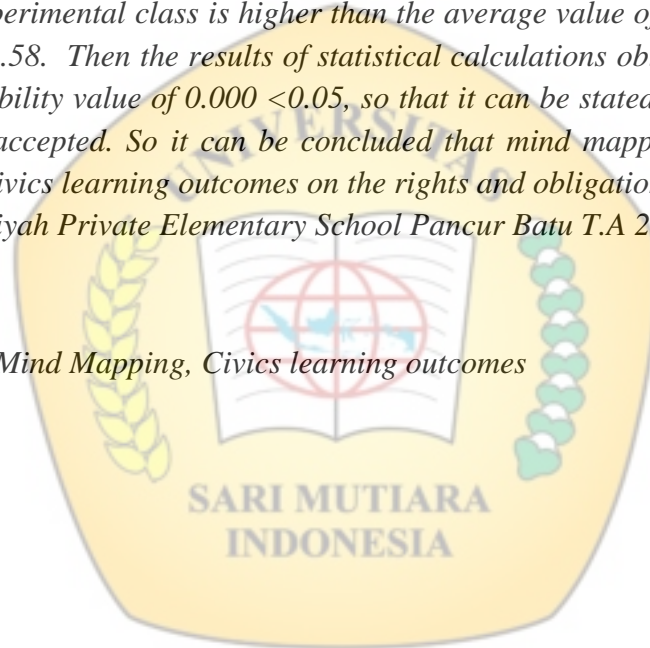 perimental class is higher than the average value of
.58. Then the results of statistical calculations ob
bility value of 0.000 <0.05, so that it can be stated
accepted. So it can be concluded that mind mapp
ivics learning outcomes on the rights and obligation
iyah Private Elementary School Pancur Batu T.A 2
Mind Mapping, Civics learning outcomes
UNIVERSITAS
SARI MUTIARA
INDONESIA